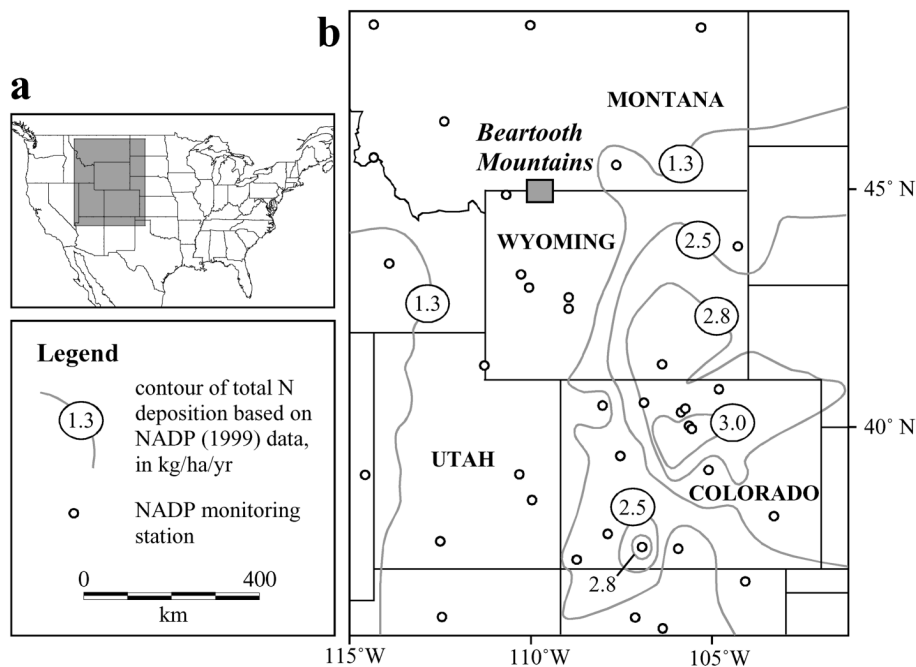 a
b
MONTANA
Beartooth
Mountains
1.3
45° N
WYOMING
2.5
1.3
2.8
Legend
1.3
contour of total N
deposition based on
NADP (1999) data,
in kg/ha/yr
NADP monitoring
station
0 400
km
3.0
40° N
UTAH
COLORADO
2.5
2.8
115°W
110°W
105°W